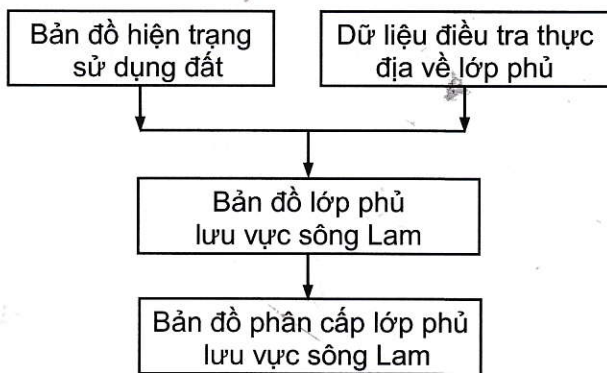 Bản đồ hiện trạng
sử dụng đất
Dữ liệu điều tra thực
địa về lớp phủ
Bản đồ lớp phủ
lưu vực sông Lam
Bản đồ phân cấp lớp phủ
lưu vực sông Lam